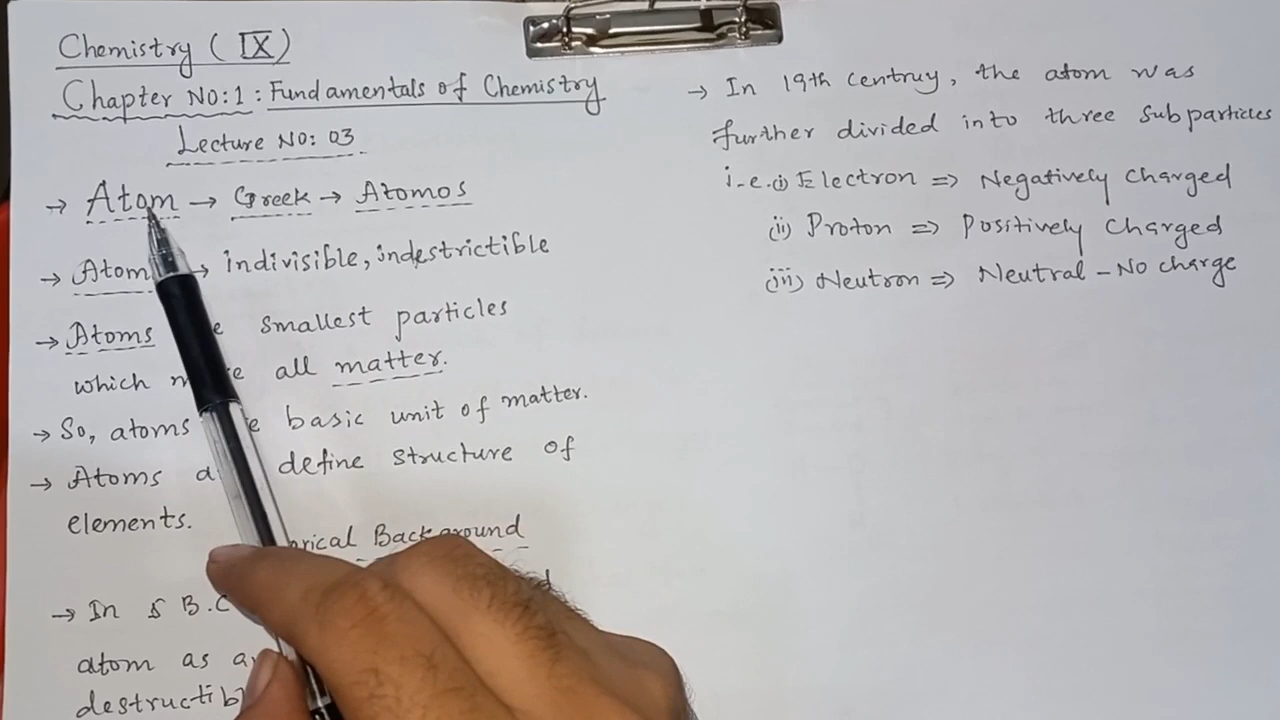 Chemistry (IX)
Chapter No:1 : Fundamentals of Chemistry
Lecture No: 03
→ Atom → Greek → Atomos
→ Atom → indivisible, indestrictible
→ Atoms smallest particles
which all matter.
→ So, atoms basic unit of matter.
→ Atoms define structure of
elements.
Background
→ In 5 B.C
atom as
→ In 19th centruy, the atom was
further divided into three subparticles
i.e. (i) Electron => Negatively charged
(ii) Proton => Positively charged
(iii) Neutron => Neutral - No charge